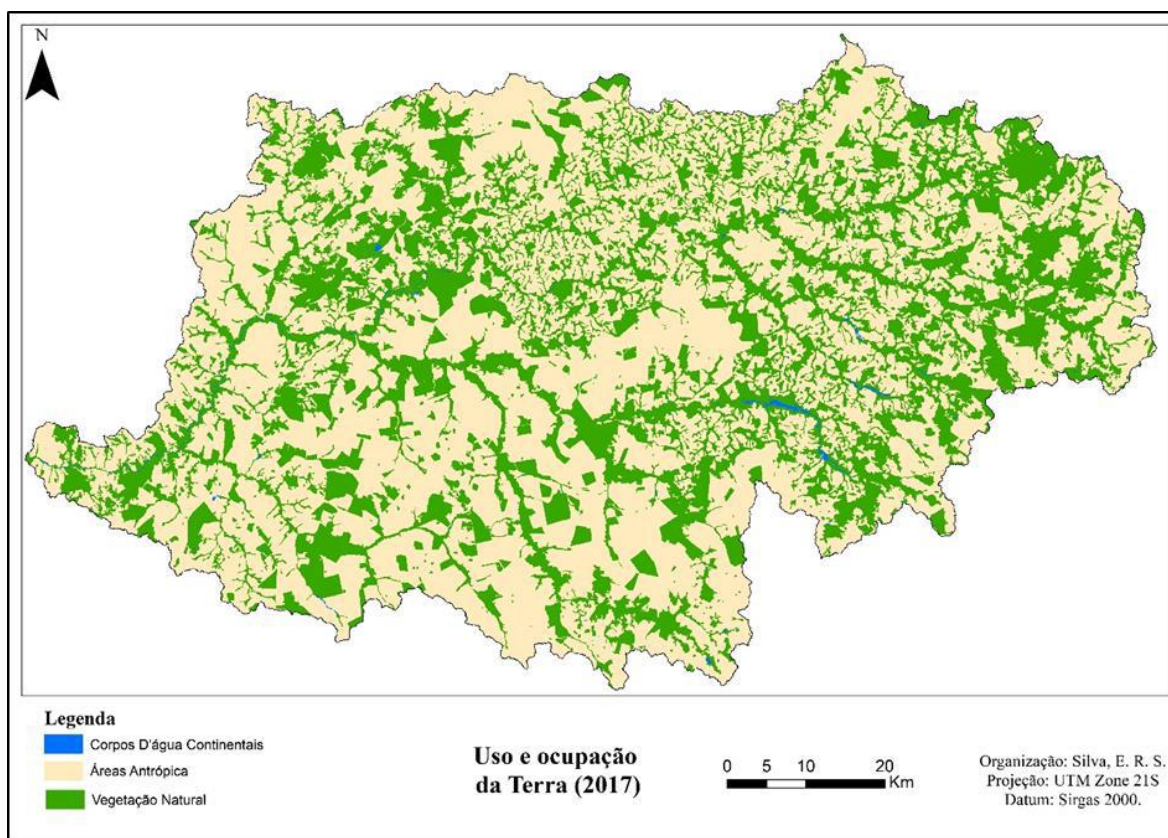 N
Legenda
Corpos D'água Continentais
Áreas Antrópica
Vegetação Natural
Uso e ocupação
da Terra (2017)
0 5 10 20
Km
Organização: Silva, E. R. S.
Projeção: UTM Zone 21S
Datum: Sirgas 2000.